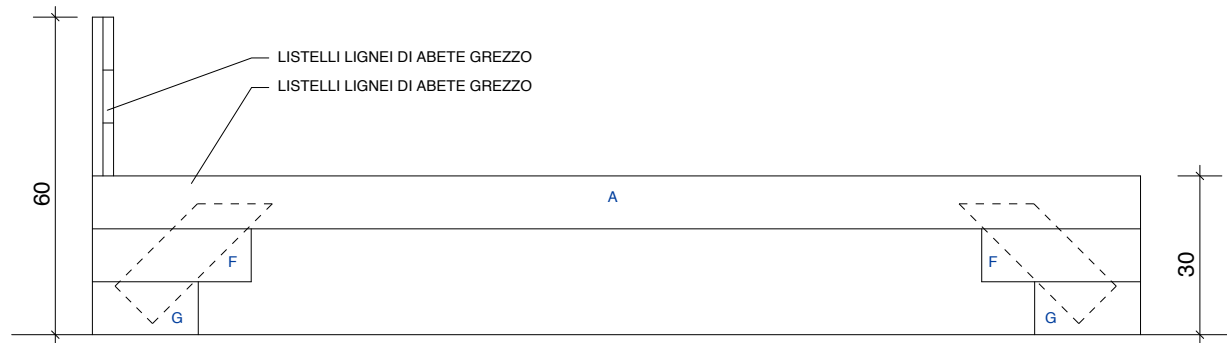 LISTELLI LIGNEI DI ABETE GREZZO
LISTELLI LIGNEI DI ABETE GREZZO
60
A
F
F
30
G
G